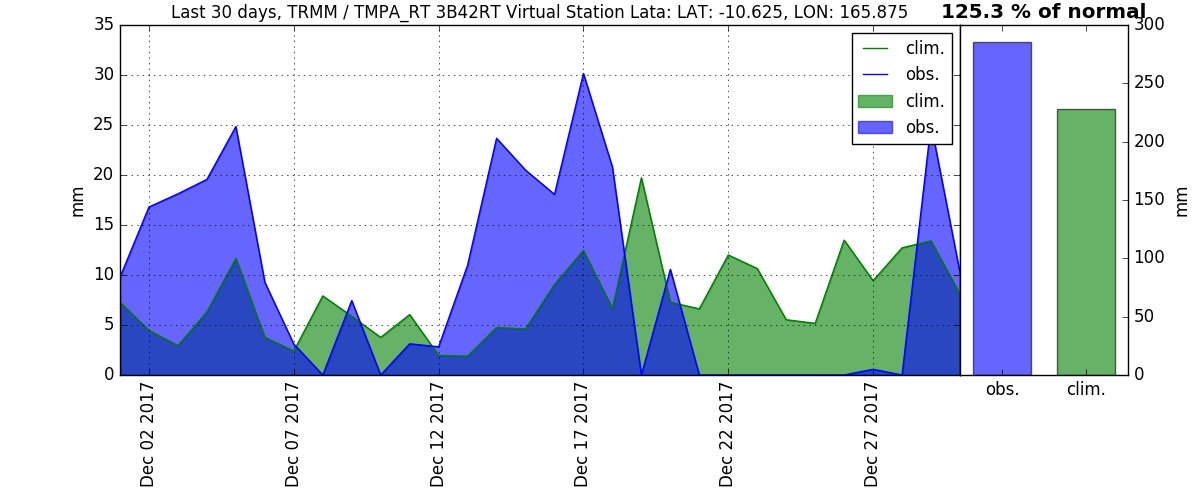 Last 30 days, TRMM / TMPA_RT 3B42RT Virtual Station Lata: LAT: -10.625, LON: 165.875
125.3 % of normal
35
30
25
20
15
10
5
0
mm
clim.
obs.
clim.
obs.
Dec 02 2017
Dec 07 2017
Dec 12 2017
Dec 17 2017
Dec 22 2017
Dec 27 2017
300
250
200
150
100
50
0
mm
obs.
clim.